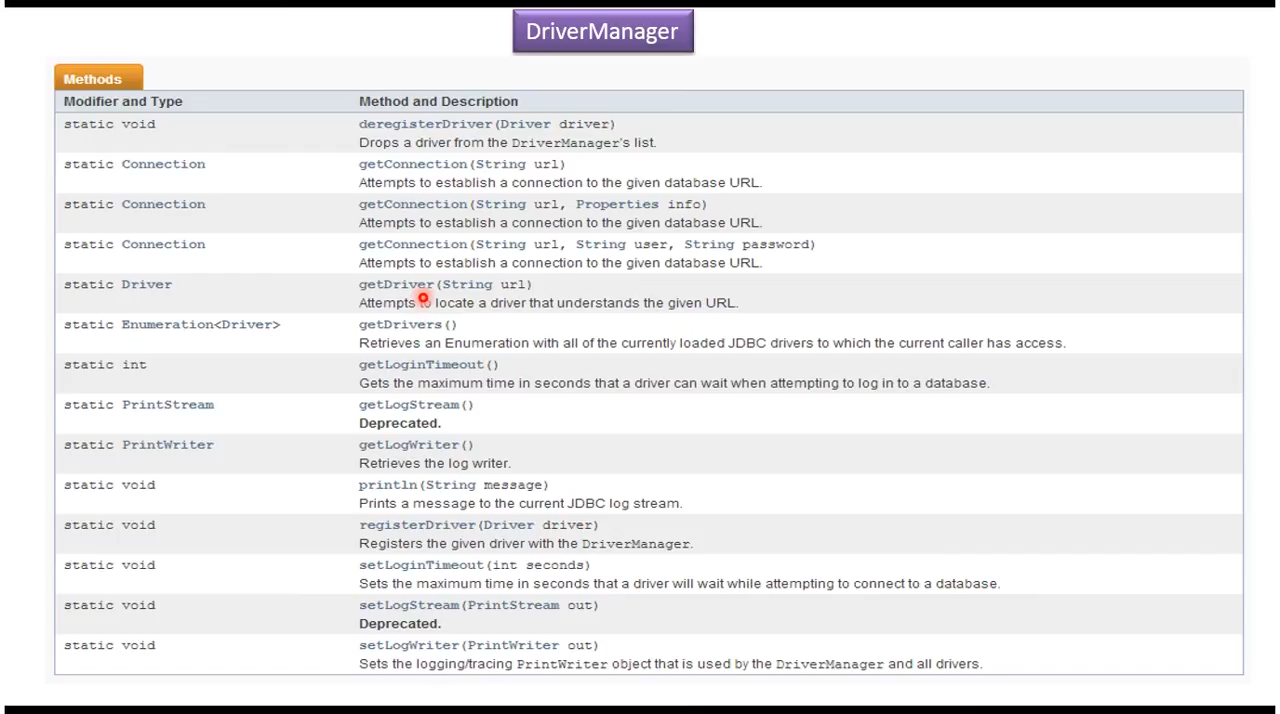 DriverManager
Methods
Modifier and Type Method and Description
static void deregisterDriver(Driver driver)
Drops a driver from the DriverManager's list.
static Connection getConnection(String url)
Attempts to establish a connection to the given database URL.
static Connection getConnection(String url, Properties info)
Attempts to establish a connection to the given database URL.
static Connection getConnection(String url, String user, String password)
Attempts to establish a connection to the given database URL.
static Driver getDriver(String url)
Attempts to locate a driver that understands the given URL.
static Enumeration<Driver> getDrivers()
Retrieves an Enumeration with all of the currently loaded JDBC drivers to which the current caller has access.
static int getLoginTimeout()
Gets the maximum time in seconds that a driver can wait when attempting to log in to a database.
static PrintStream getLogStream()
Deprecated.
static PrintWriter getLogWriter()
Retrieves the log writer.
static void println(String message)
Prints a message to the current JDBC log stream.
static void registerDriver(Driver driver)
Registers the given driver with the DriverManager.
static void setLoginTimeout(int seconds)
Sets the maximum time in seconds that a driver will wait while attempting to connect to a database.
static void setLogStream(PrintStream out)
Deprecated.
static void setLogWriter(PrintWriter out)
Sets the logging/tracing PrintWriter object that is used by the DriverManager and all drivers.